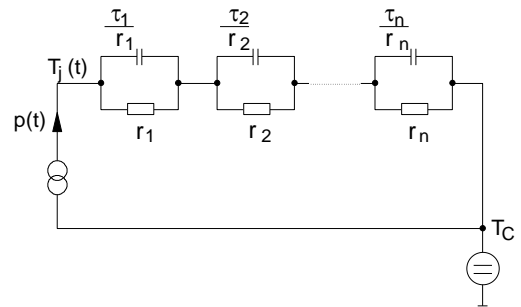 τ1 τ2 τn
r1 r2 rn
Tj(t)
r1 r2 rn
p(t)
TC